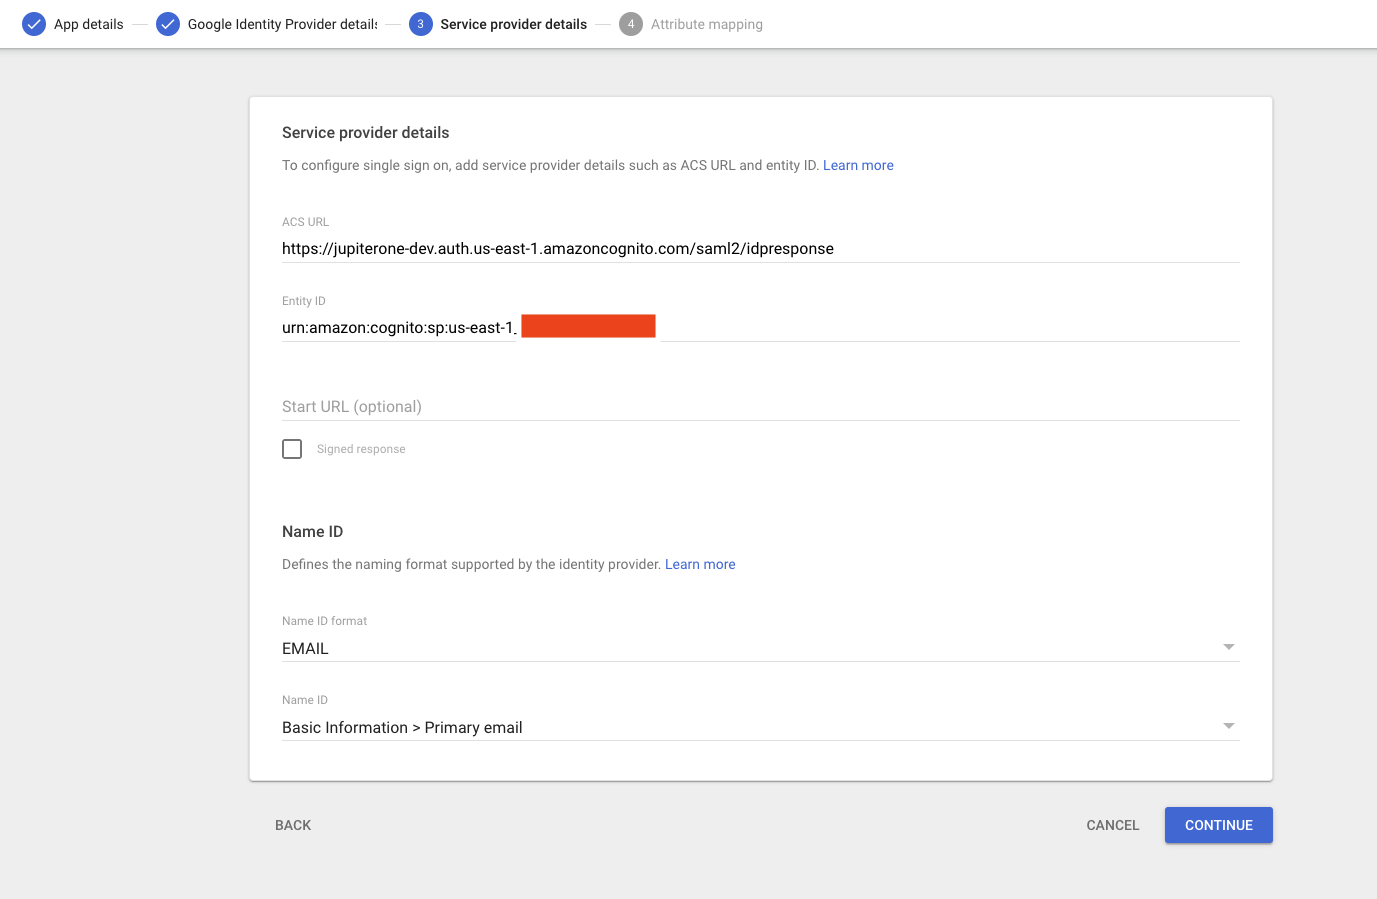 App details
Google Identity Provider details
3 Service provider details
4 Attribute mapping
Service provider details
To configure single sign on, add service provider details such as ACS URL and entity ID. Learn more
ACS URL
https://jupiterone-dev.auth.us-east-1.amazoncognito.com/saml2/idpresponse
Entity ID
urn:amazon:cognito:sp:us-east-1_
Start URL (optional)
Signed response
Name ID
Defines the naming format supported by the identity provider. Learn more
Name ID format
EMAIL
Name ID
Basic Information > Primary email
BACK
CANCEL
CONTINUE